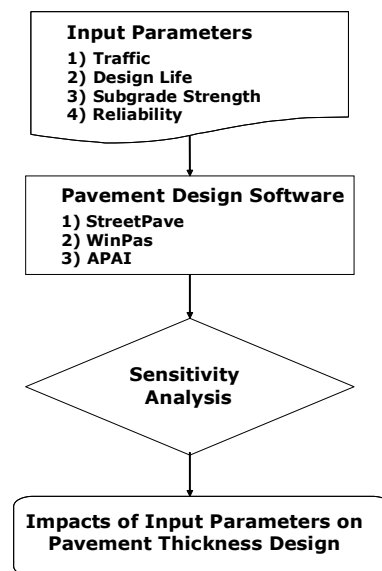 Input Parameters
1) Traffic
2) Design Life
3) Subgrade Strength
4) Reliability
Pavement Design Software
1) StreetPave
2) WinPas
3) APAI
Sensitivity
Analysis
Impacts of Input Parameters on
Pavement Thickness Design